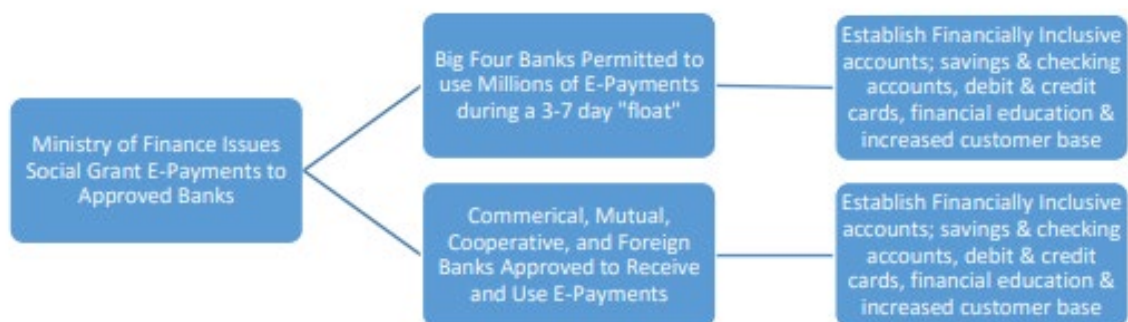 Ministry of Finance Issues
Social Grant E-Payments to
Approved Banks
Big Four Banks Permitted to
use Millions of E-Payments
during a 3-7 day "float"
Establish Financially Inclusive
accounts; savings & checking
accounts, debit & credit
cards, financial education &
increased customer base
Commerical, Mutual,
Cooperative, and Foreign
Banks Approved to Receive
and Use E-Payments
Establish Financially Inclusive
accounts; savings & checking
accounts, debit & credit
cards, financial education &
increased customer base